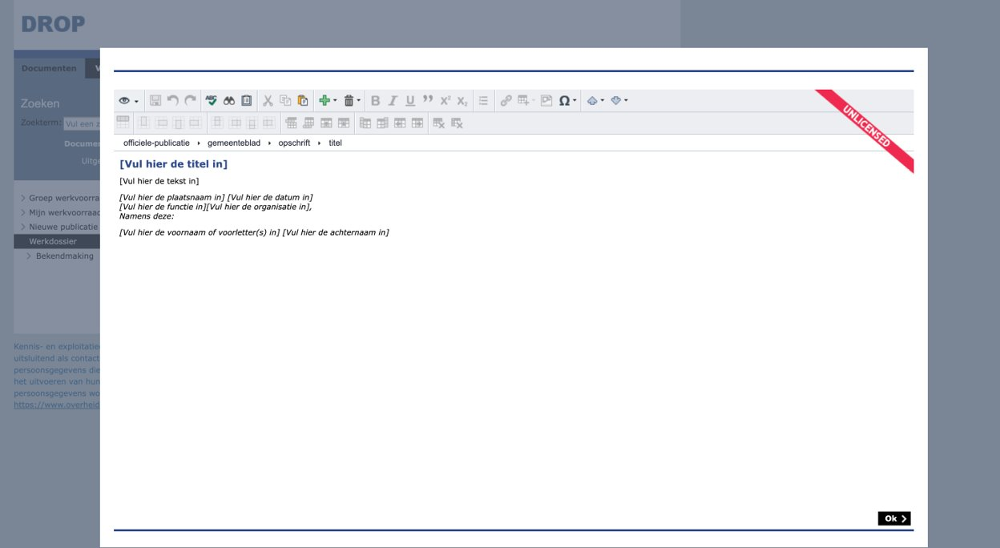 DROP
Documenten V
Zoeken
Zoekterm: Vul een z
Documen
Uitge
Groep werkvoorra
Mijn werkvoorraad
Nieuwe publicatie
Werkdossier
Bekendmaking
Kennis- en exploitatie
uitsluitend als contact
persoonsgegevens die
het uitvoeren van hun
persoonsgegevens wo
https://www.overheid
ABC
B I U X² X₂ Ω
UNLICENSED
officiele-publicatie gemeenteblad opschrift titel
[Vul hier de titel in]
[Vul hier de tekst in]
[Vul hier de plaatsnaam in] [Vul hier de datum in]
[Vul hier de functie in][Vul hier de organisatie in],
Namens deze:
[Vul hier de voornaam of voorletter(s) in] [Vul hier de achternaam in]
Ok